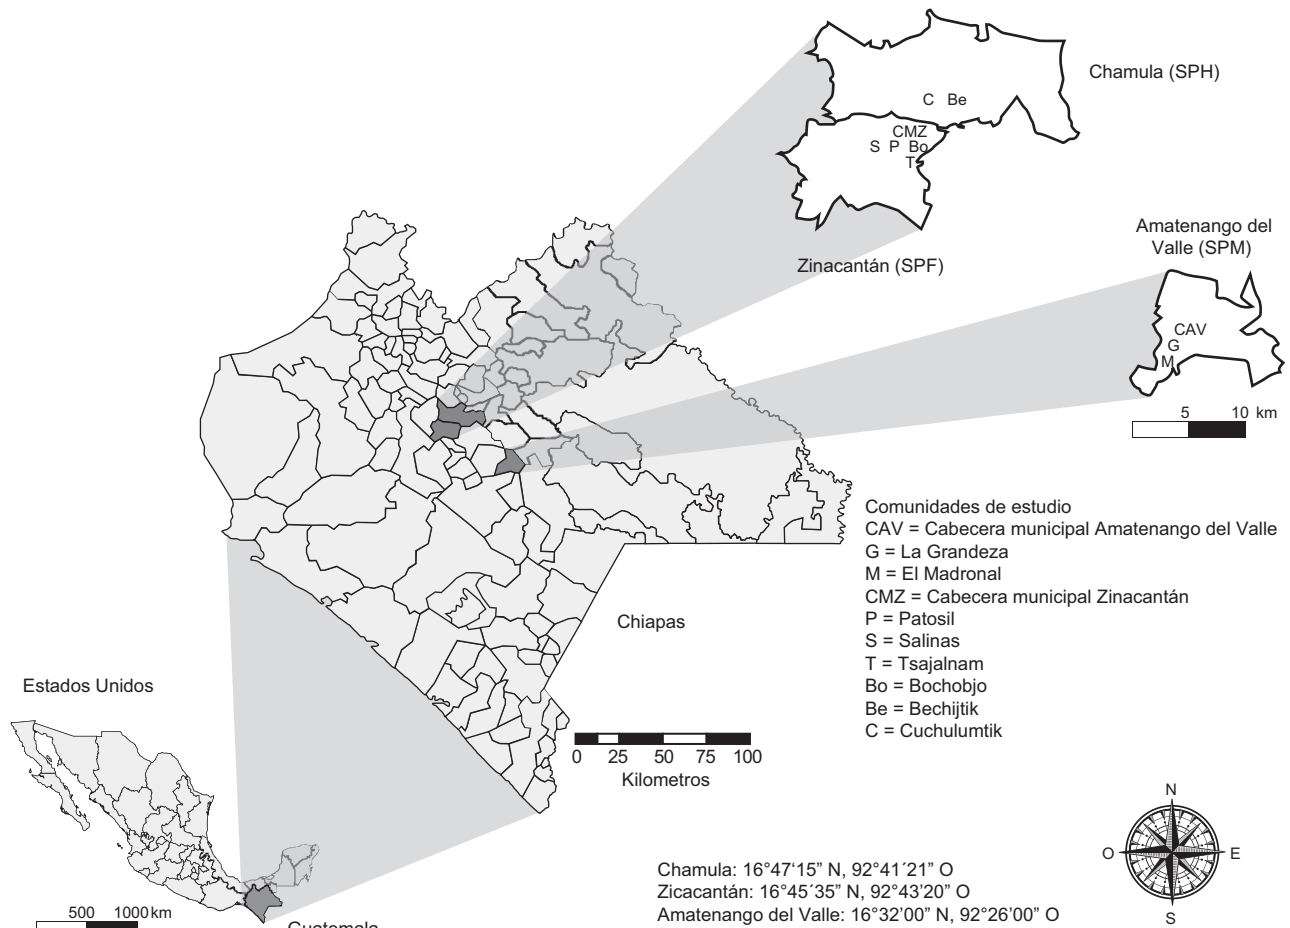 Chamula (SPH)
C Be
CMZ
S P Bo
T
Zinacantán (SPF)
Amatenango del
Valle (SPM)
CAV
G
M
5 10 km
Comunidades de estudio
CAV = Cabecera municipal Amatenango del Valle
G = La Grandeza
M = El Madronal
CMZ = Cabecera municipal Zinacantán
P = Patosil
S = Salinas
T = Tsajalnam
Bo = Bochobjo
Be = Bechijtik
C = Cuchulumtik
Chiapas
0 25 50 75 100
Kilometros
Estados Unidos
500 1000 km
Guatemala
Chamula: 16°47‘15” N, 92°41´21” O
Zicacantán: 16°45´35” N, 92°43’20” O
Amatenango del Valle: 16°32’00” N, 92°26’00” O
N
O E
S